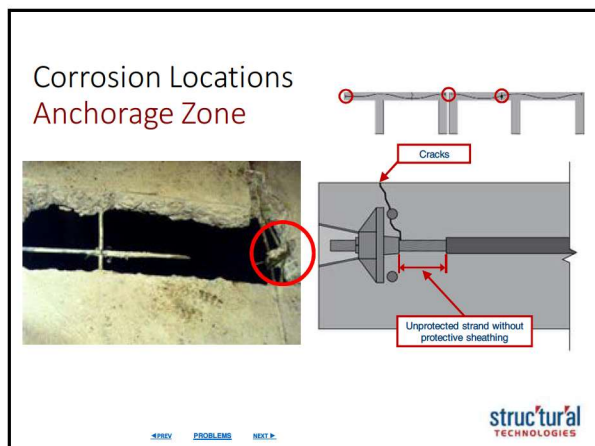 Corrosion Locations
Anchorage Zone
Cracks
Unprotected strand without
protective sheathing
◄PREV PROBLEMS NEXT ►
struc'tur'al
TECHNOLOGIES